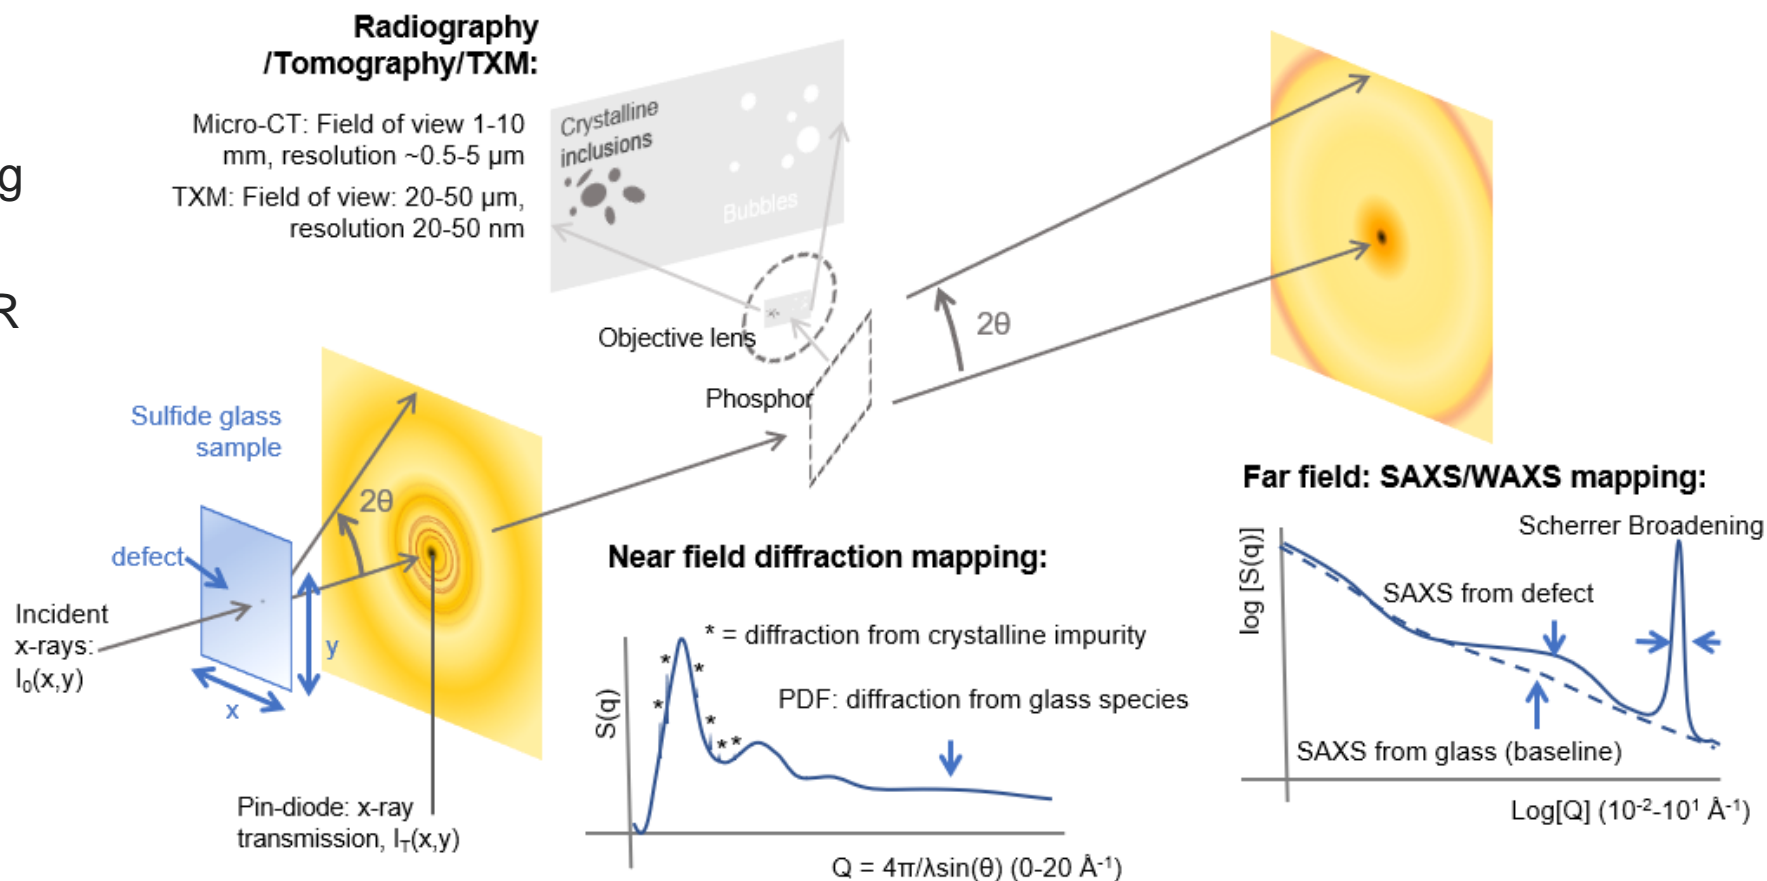 Radiography
/Tomography/TXM:
Micro-CT: Field of view 1-10
mm, resolution ~0.5-5 µm
TXM: Field of view: 20-50 µm,
resolution 20-50 nm
g
R
Crystalline
inclusions
Bubbles
Objective lens
Phosphor
2θ
Sulfide glass
sample
2θ
defect
Incident
x-rays:
I₀(x,y)
y
x
Pin-diode: x-ray
transmission, I_T(x,y)
Near field diffraction mapping:
* = diffraction from crystalline impurity
PDF: diffraction from glass species
S(q)
* * * * * *
Q = 4π/λsin(θ) (0-20 Å⁻¹)
Far field: SAXS/WAXS mapping:
Scherrer Broadening
log [S(q)]
SAXS from defect
SAXS from glass (baseline)
Log[Q] (10⁻²-10¹ Å⁻¹)